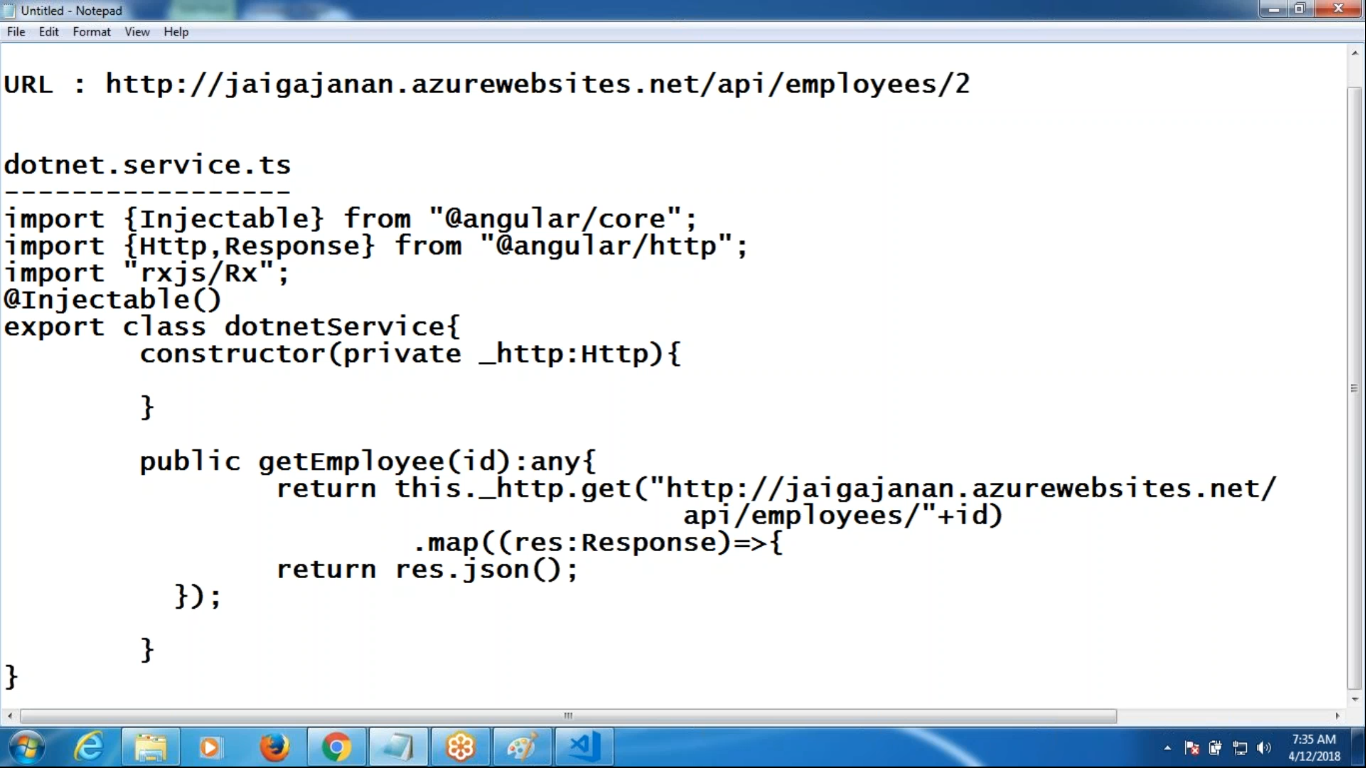 Untitled - Notepad
File Edit Format View Help
URL : http://jaigajanan.azurewebsites.net/api/employees/2
dotnet.service.ts
-----------------
import {Injectable} from "@angular/core";
import {Http,Response} from "@angular/http";
import "rxjs/Rx";
@Injectable()
export class dotnetService{
constructor(private _http:Http){
}
public getEmployee(id):any{
return this._http.get("http://jaigajanan.azurewebsites.net/
api/employees/"+id)
.map((res:Response)=>{
return res.json();
});
}
}
7:35 AM
4/12/2018